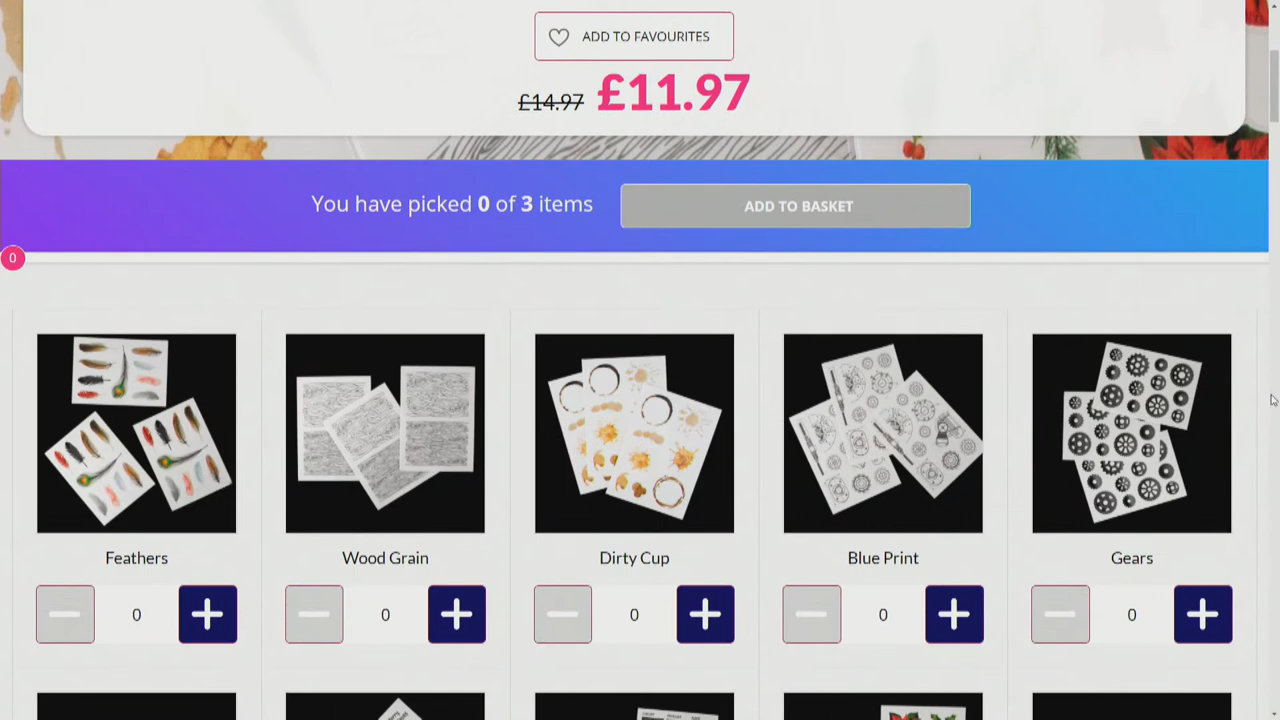 ADD TO FAVOURITES
£14.97 £11.97
You have picked 0 of 3 items
ADD TO BASKET
0
Feathers
Wood Grain
Dirty Cup
Blue Print
Gears
0
0
0
0
0